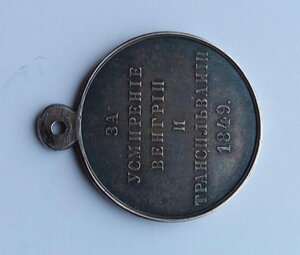 ЗА
УСМИРЕНІЕ
ВЕНГРІИ
И
ТРАНСИЛЬВАНІИ
1849.